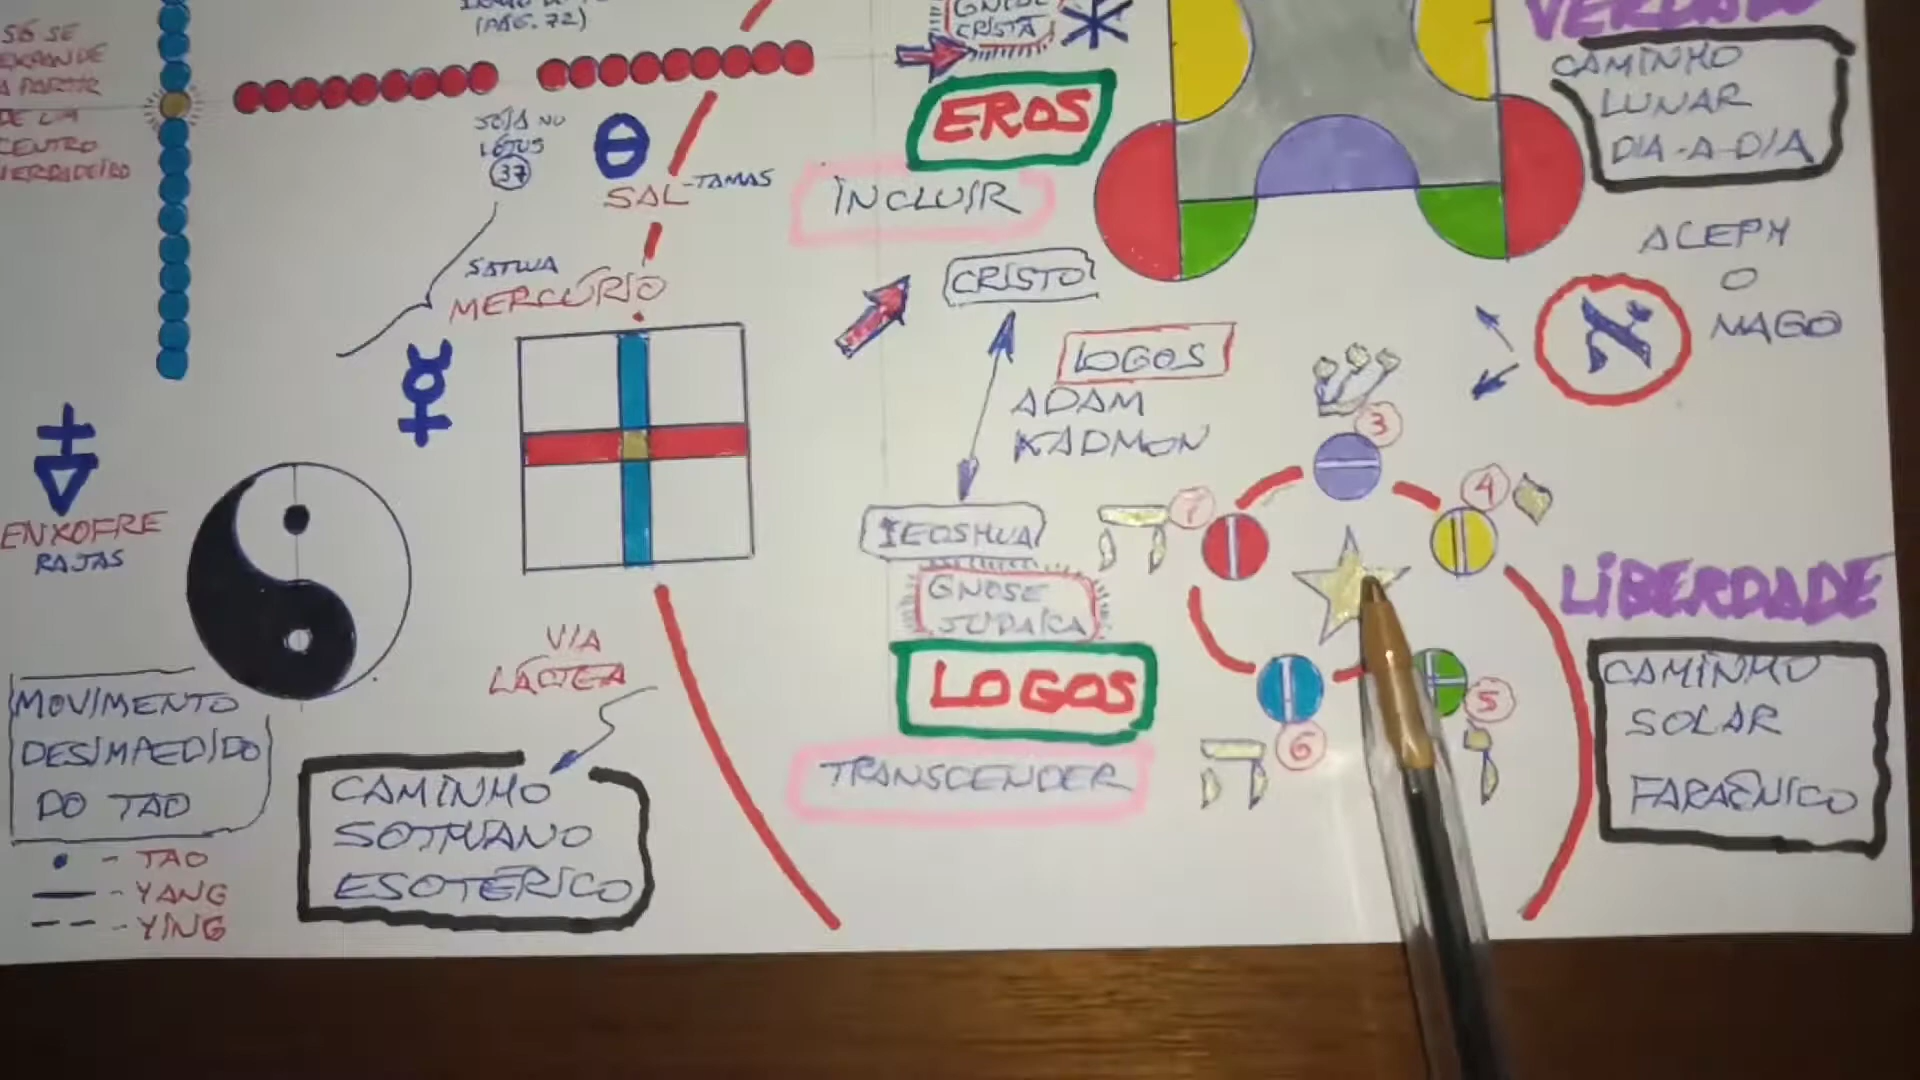 SÓ SE
EXPANDE
A PARTIR
DE UM
CENTRO
VERDADEIRO
(PÁG. 72)
JÓIA NO
LÓTUS
37
SAL-TAMAS
SATWA
MERCÚRIO
ENXOFRE
RAJAS
MOVIMENTO
DESIMPEDIDO
DO TAO
- TAO
- YANG
- YING
VIA
LÁCTEA
CAMINHO
SOTHIANO
ESOTÉRICO
GNOSE
CRISTÃ
EROS
INCLUIR
CRISTO
LOGOS
ADAM
KADMON
IEOSHUA
GNOSE
JUDAICA
LOGOS
TRANSCENDER
VERDADE
CAMINHO
LUNAR
DIA-A-DIA
ALEPH
O
MAGO
א
3
7
4
6
5
LIBERDADE
CAMINHO
SOLAR
FARAÔNICO